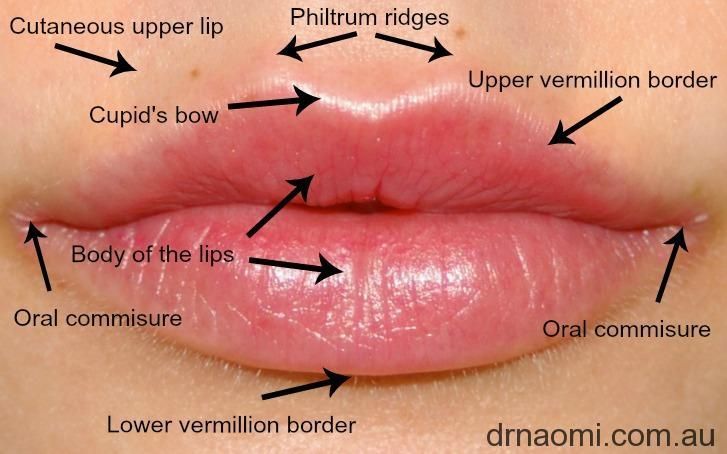 Philtrum ridges
Cutaneous upper lip
Upper vermillion border
Cupid's bow
Body of the lips
Oral commisure
Oral commisure
Lower vermillion border
drnaomi.com.au